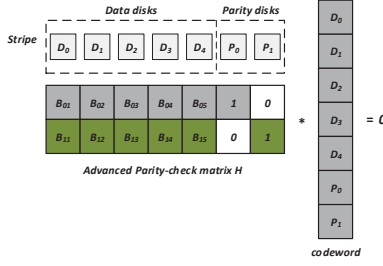 Data disks Parity disks
Stripe D0 D1 D2 D3 D4 P0 P1
B01 B02 B03 B04 B05 1 0
B11 B12 B13 B14 B15 0 1
Advanced Parity-check matrix H
*
D0
D1
D2
D3
D4
P0
P1
= 0
codeword